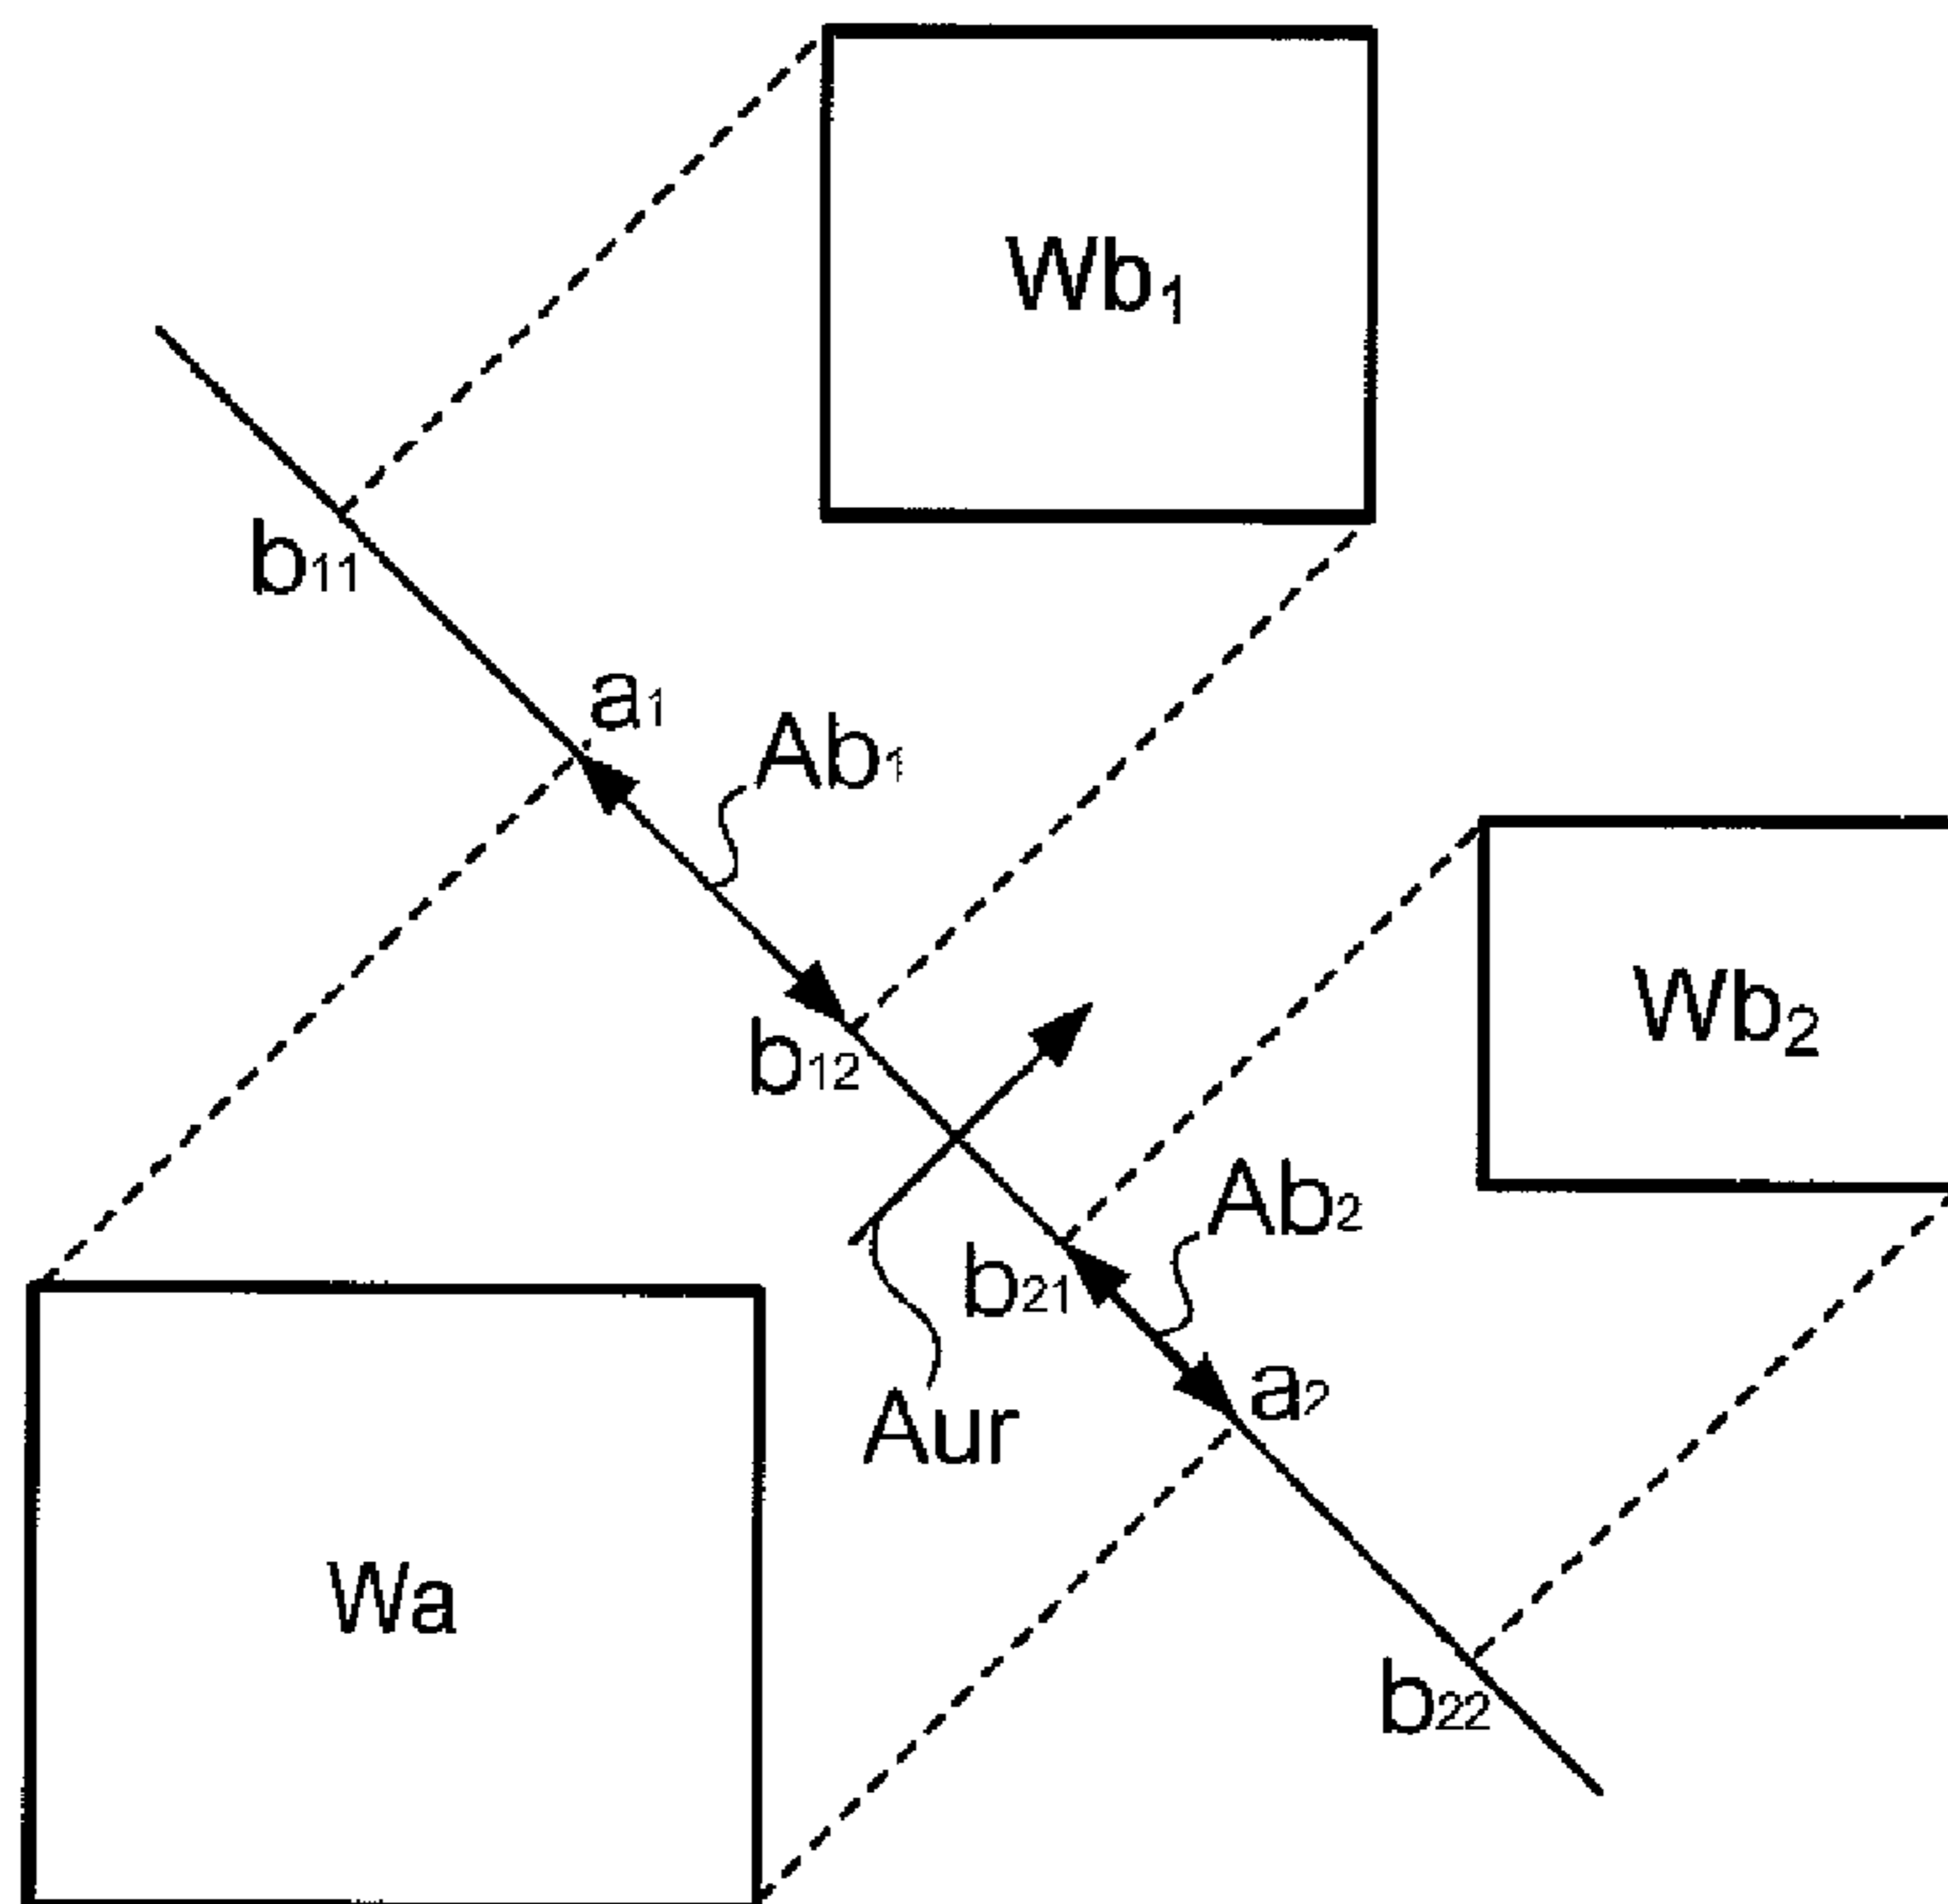 Wb₁
b₁₁
a₁
Ab₁
Wb₂
b₁₂
Ab₂
b₂₁
a₂
Aur
Wa
b₂₂